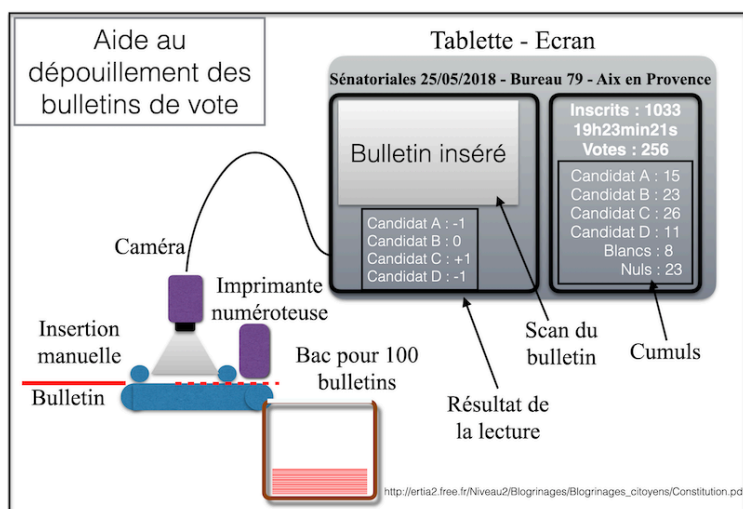 Aide au
dépouillement des
bulletins de vote
Tablette - Ecran
Sénatoriales 25/05/2018 - Bureau 79 - Aix en Provence
Bulletin inséré
Candidat A : -1
Candidat B : 0
Candidat C : +1
Candidat D : -1
Inscrits : 1033
19h23min21s
Votes : 256
Candidat A : 15
Candidat B : 23
Candidat C : 26
Candidat D : 11
Blancs : 8
Nuls : 23
Caméra
Imprimante
numéroteuse
Insertion
manuelle
Bulletin
Bac pour 100
bulletins
Scan du
bulletin
Cumuls
Résultat de
la lecture
http://ertia2.free.fr/Niveau2/Blogrinages/Blogrinages_citoyens/Constitution.pd